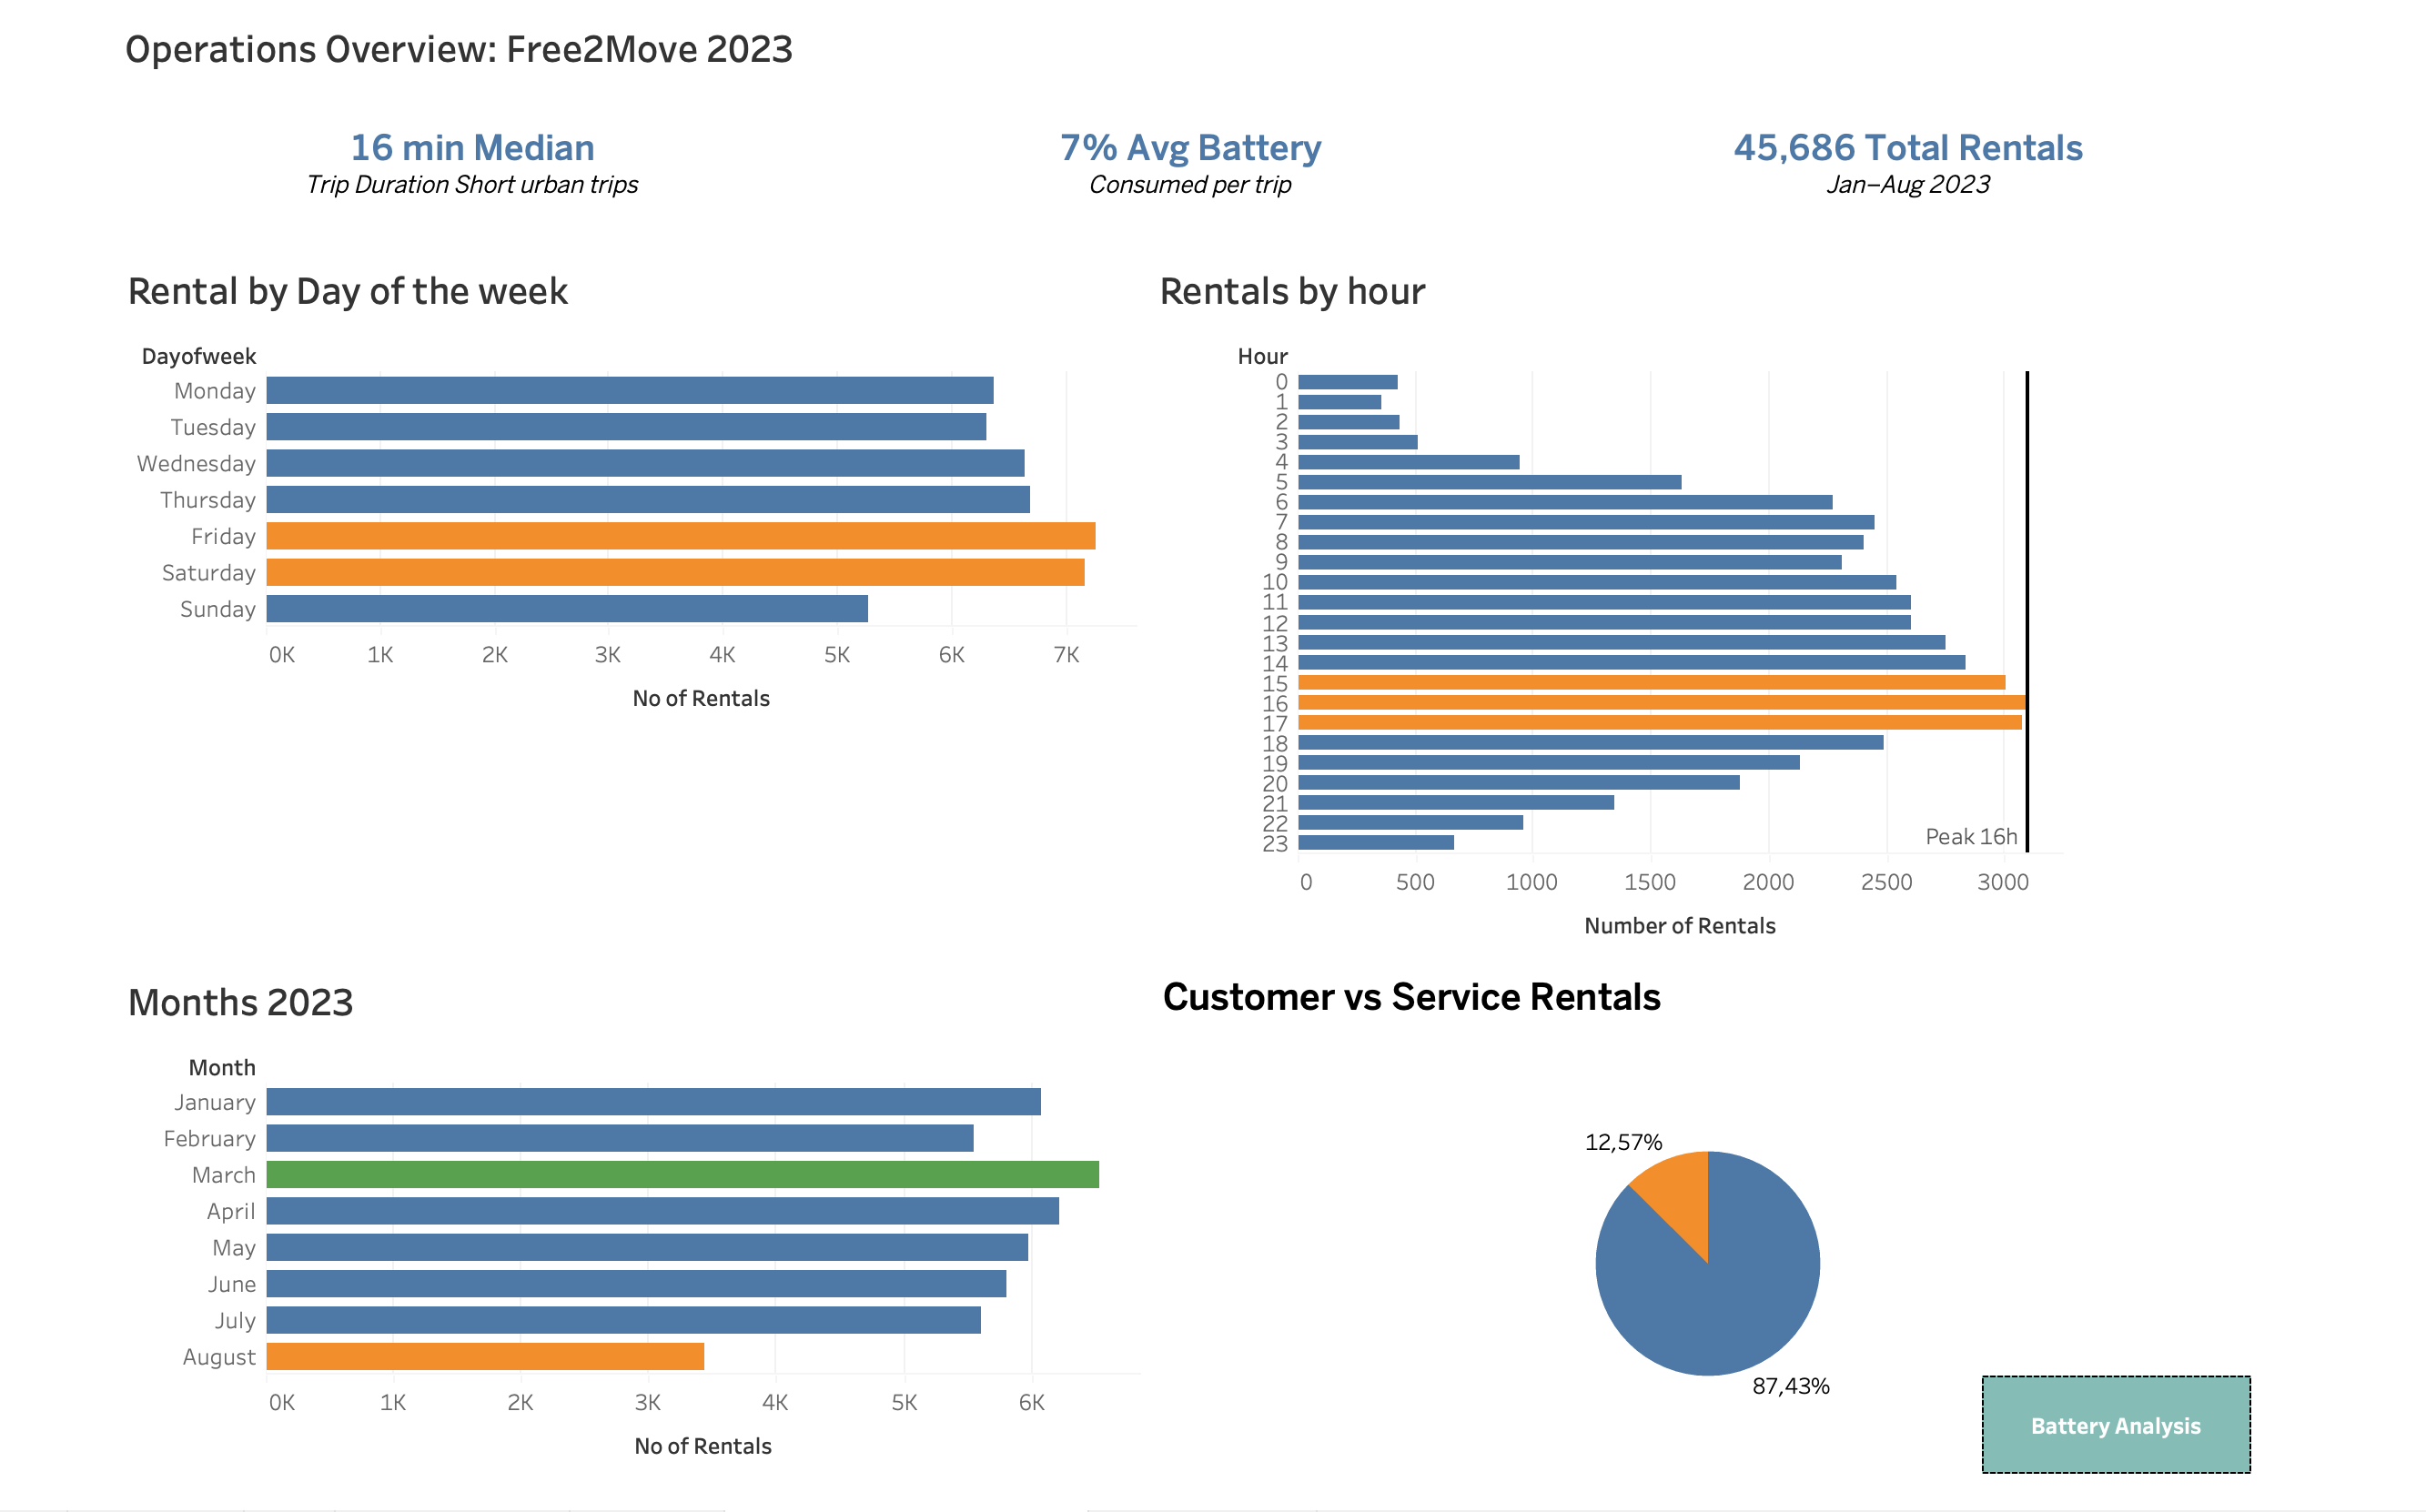 Operations Overview: Free2Move 2023
16 min Median
Trip Duration Short urban trips
7% Avg Battery
Consumed per trip
45,686 Total Rentals
Jan–Aug 2023
Rental by Day of the week
Dayofweek
Monday
Tuesday
Wednesday
Thursday
Friday
Saturday
Sunday
0K 1K 2K 3K 4K 5K 6K 7K
No of Rentals
Rentals by hour
Hour
0
1
2
3
4
5
6
7
8
9
10
11
12
13
14
15
16
17
18
19
20
21
22
23
Peak 16h
0 500 1000 1500 2000 2500 3000
Number of Rentals
Months 2023
Month
January
February
March
April
May
June
July
August
0K 1K 2K 3K 4K 5K 6K
No of Rentals
Customer vs Service Rentals
12,57%
87,43%
Battery Analysis